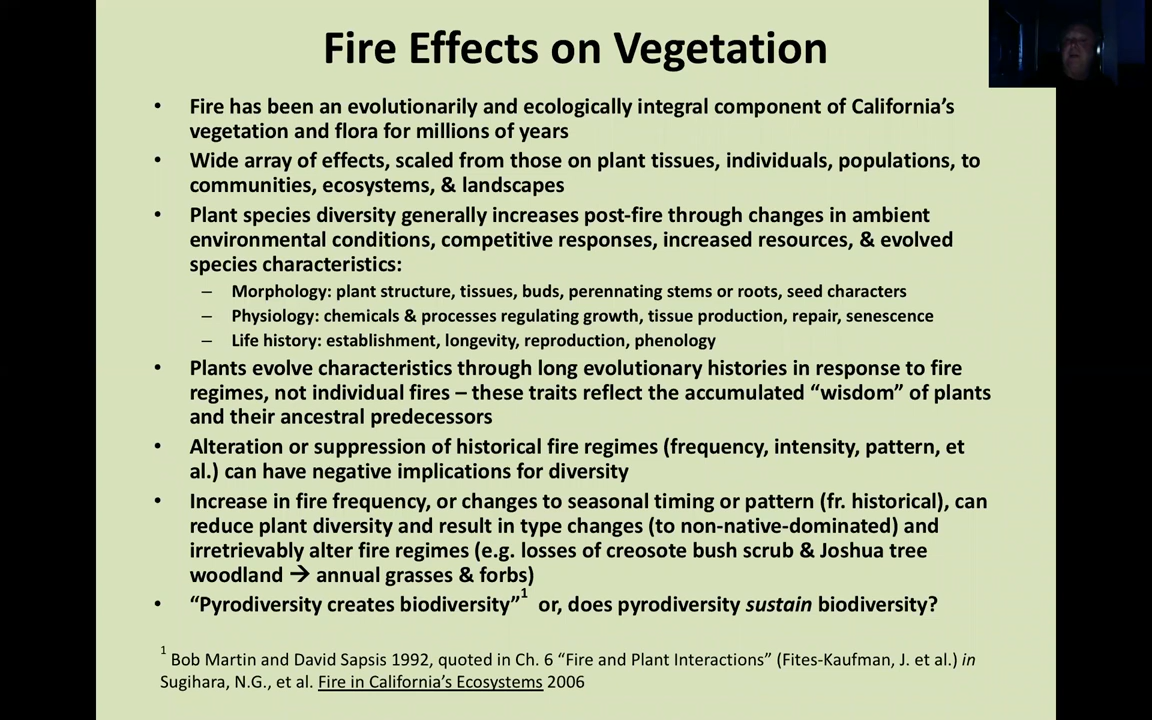 Fire Effects on Vegetation
• Fire has been an evolutionarily and ecologically integral component of California's
vegetation and flora for millions of years
• Wide array of effects, scaled from those on plant tissues, individuals, populations, to
communities, ecosystems, & landscapes
• Plant species diversity generally increases post-fire through changes in ambient
environmental conditions, competitive responses, increased resources, & evolved
species characteristics:
– Morphology: plant structure, tissues, buds, perennating stems or roots, seed characters
– Physiology: chemicals & processes regulating growth, tissue production, repair, senescence
– Life history: establishment, longevity, reproduction, phenology
• Plants evolve characteristics through long evolutionary histories in response to fire
regimes, not individual fires – these traits reflect the accumulated “wisdom” of plants
and their ancestral predecessors
• Alteration or suppression of historical fire regimes (frequency, intensity, pattern, et
al.) can have negative implications for diversity
• Increase in fire frequency, or changes to seasonal timing or pattern (fr. historical), can
reduce plant diversity and result in type changes (to non-native-dominated) and
irretrievably alter fire regimes (e.g. losses of creosote bush scrub & Joshua tree
woodland → annual grasses & forbs)
• “Pyrodiversity creates biodiversity”1 or, does pyrodiversity sustain biodiversity?
1 Bob Martin and David Sapsis 1992, quoted in Ch. 6 “Fire and Plant Interactions” (Fites-Kaufman, J. et al.) in
Sugihara, N.G., et al. Fire in California's Ecosystems 2006